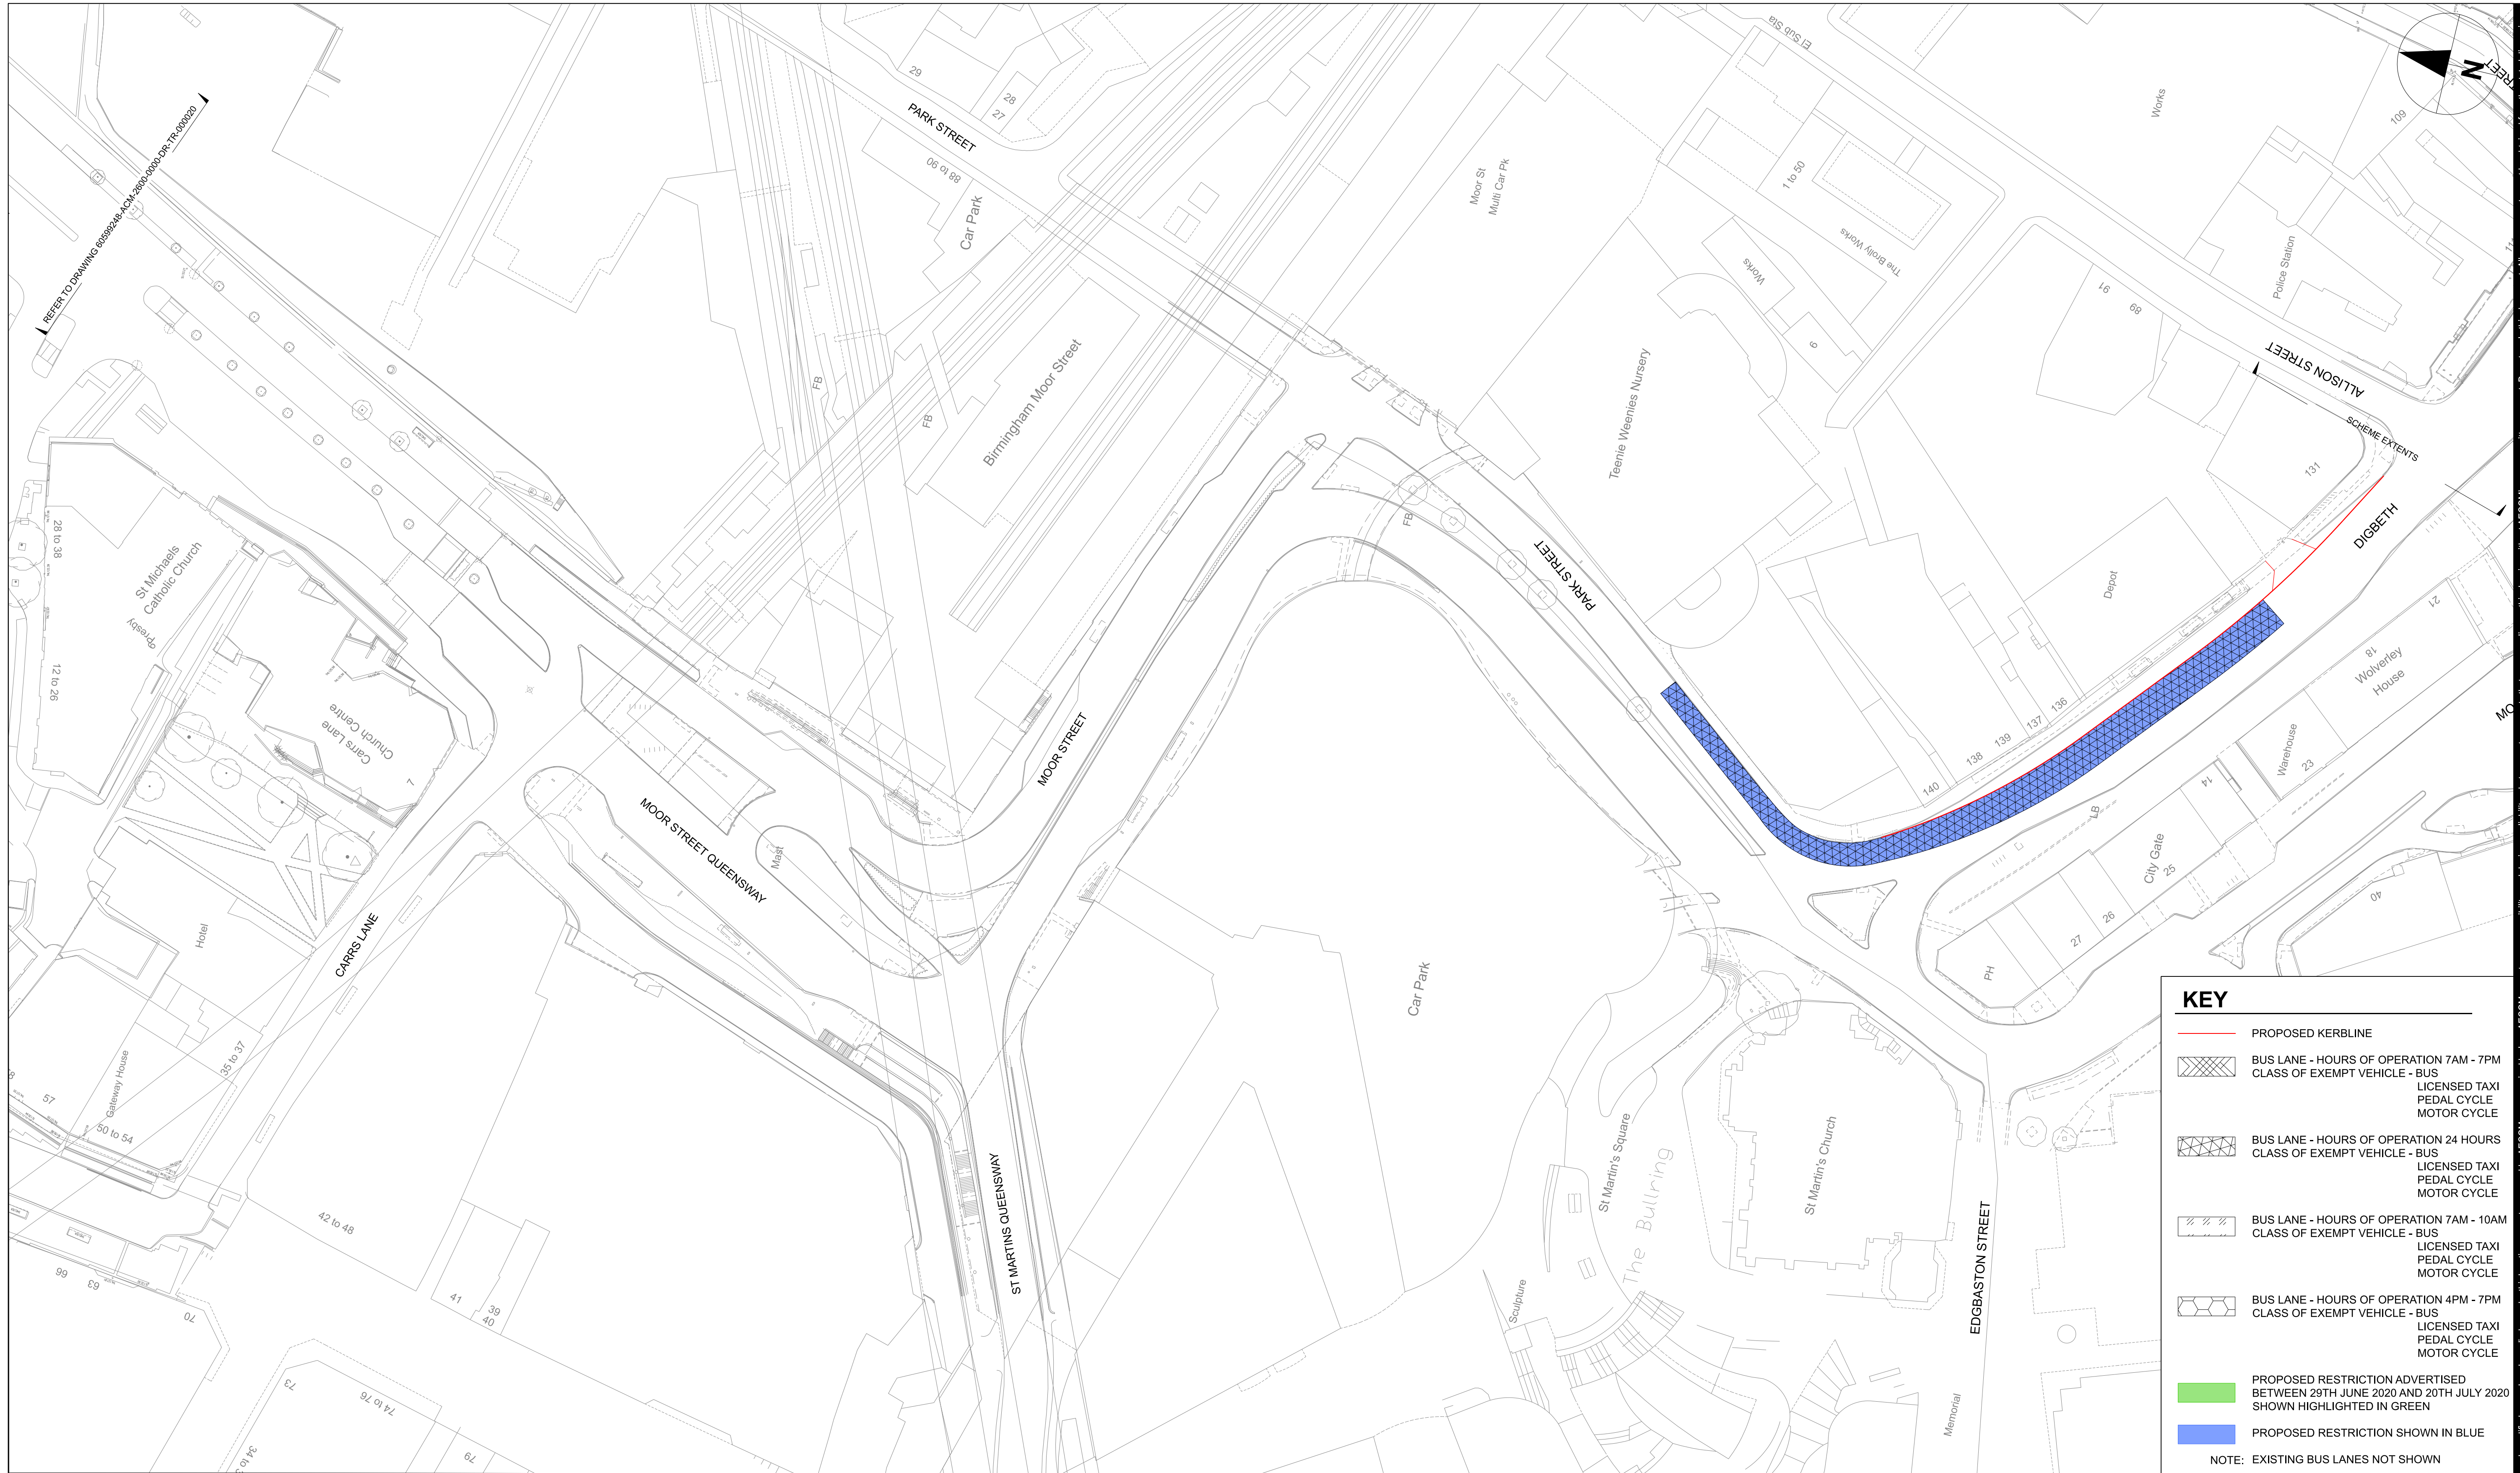 REFER TO DRAWING 60599248-ACM-2600-0000-DR-TR-000020
29
28
27
PARK STREET
88 to 90
Car Park
El Sub Sta
Moor St
Multi Car Pk
1 to 50
The Brolly Works
Works
Works
109
N
Police Station
91
89
6
ALLISON STREET
SCHEME EXTENTS
131
DIGBETH
FB
FB
Birmingham Moor Street
Teenie Weenies Nursery
FB
PARK STREET
Depot
21
18
Wolverley
House
28 to 38
St Michaels
Catholic Church
Presby
12 to 26
Carrs Lane
Church Centre
7
MOOR STREET
MOOR STREET QUEENSWAY
Mast
136
137
139
138
140
Warehouse
23
14
LB
City Gate
25
26
27
PH
40
Hotel
CARRS LANE
Car Park
Gateway House
35 to 37
57
50 to 54
42 to 48
66
63
70
41
39
40
73
74 to 76
79
ST MARTINS QUEENSWAY
St Martin's Square
The Bullring
St Martin's Church
Sculpture
EDGBASTON STREET
Memorial
KEY
PROPOSED KERBLINE
BUS LANE - HOURS OF OPERATION 7AM - 7PM
CLASS OF EXEMPT VEHICLE - BUS
LICENSED TAXI
PEDAL CYCLE
MOTOR CYCLE
BUS LANE - HOURS OF OPERATION 24 HOURS
CLASS OF EXEMPT VEHICLE - BUS
LICENSED TAXI
PEDAL CYCLE
MOTOR CYCLE
BUS LANE - HOURS OF OPERATION 7AM - 10AM
CLASS OF EXEMPT VEHICLE - BUS
LICENSED TAXI
PEDAL CYCLE
MOTOR CYCLE
BUS LANE - HOURS OF OPERATION 4PM - 7PM
CLASS OF EXEMPT VEHICLE - BUS
LICENSED TAXI
PEDAL CYCLE
MOTOR CYCLE
PROPOSED RESTRICTION ADVERTISED
BETWEEN 29TH JUNE 2020 AND 20TH JULY 2020
SHOWN HIGHLIGHTED IN GREEN
PROPOSED RESTRICTION SHOWN IN BLUE
NOTE: EXISTING BUS LANES NOT SHOWN